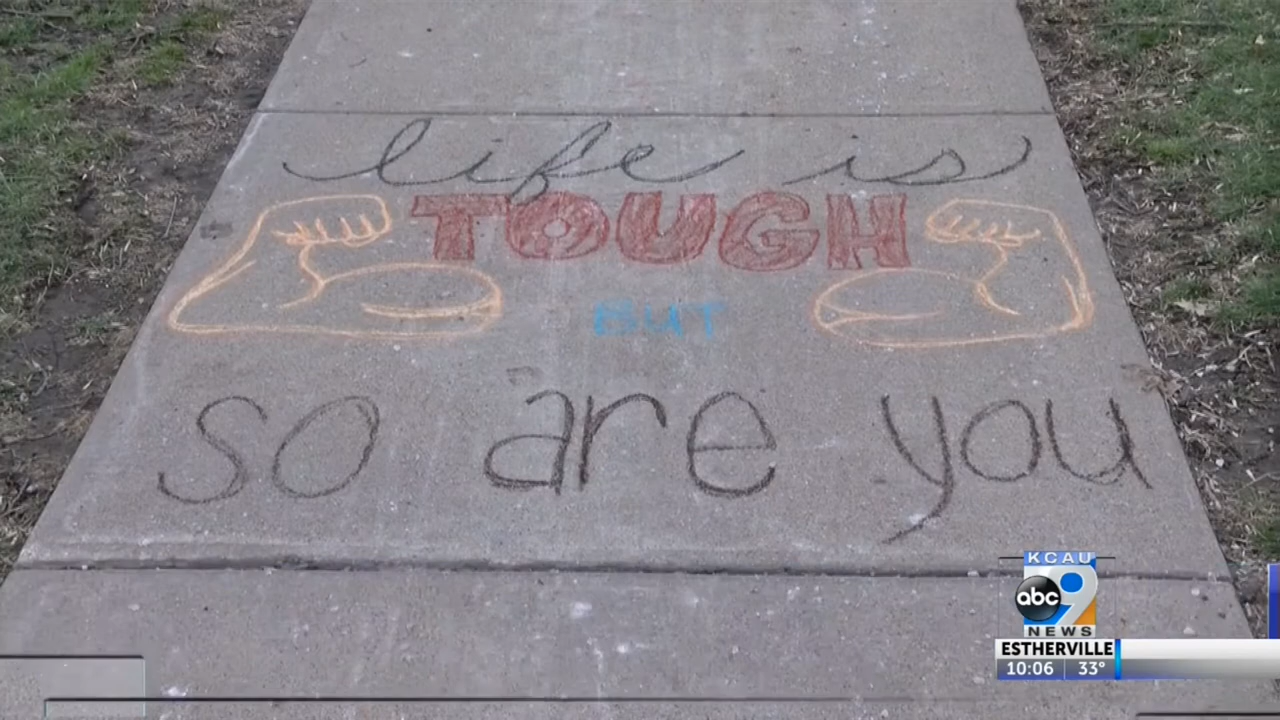 life is
TOUGH
BUT
so are you
KCAU
abc 9
NEWS
ESTHERVILLE
10:06 33°